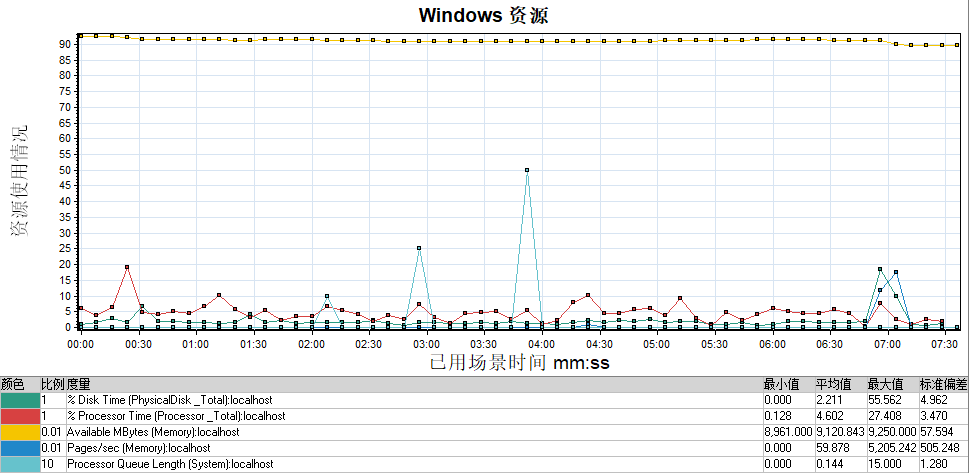 Windows 资源
90
85
80
75
70
65
60
55
50
45
40
35
30
25
20
15
10
5
0
资源使用情况
00:00 00:30 01:00 01:30 02:00 02:30 03:00 03:30 04:00 04:30 05:00 05:30 06:00 06:30 07:00 07:30
已用场景时间 mm:ss
颜色 比例 度量 最小值 平均值 最大值 标准偏差
1 % Disk Time (PhysicalDisk _Total):localhost 0.000 2.211 55.562 4.962
1 % Processor Time (Processor _Total):localhost 0.128 4.602 27.408 3.470
0.01 Available MBytes (Memory):localhost 8,961.000 9,120.843 9,250.000 57.594
0.01 Pages/sec (Memory):localhost 0.000 59.878 5,205.242 505.248
10 Processor Queue Length (System):localhost 0.000 0.144 15.000 1.280